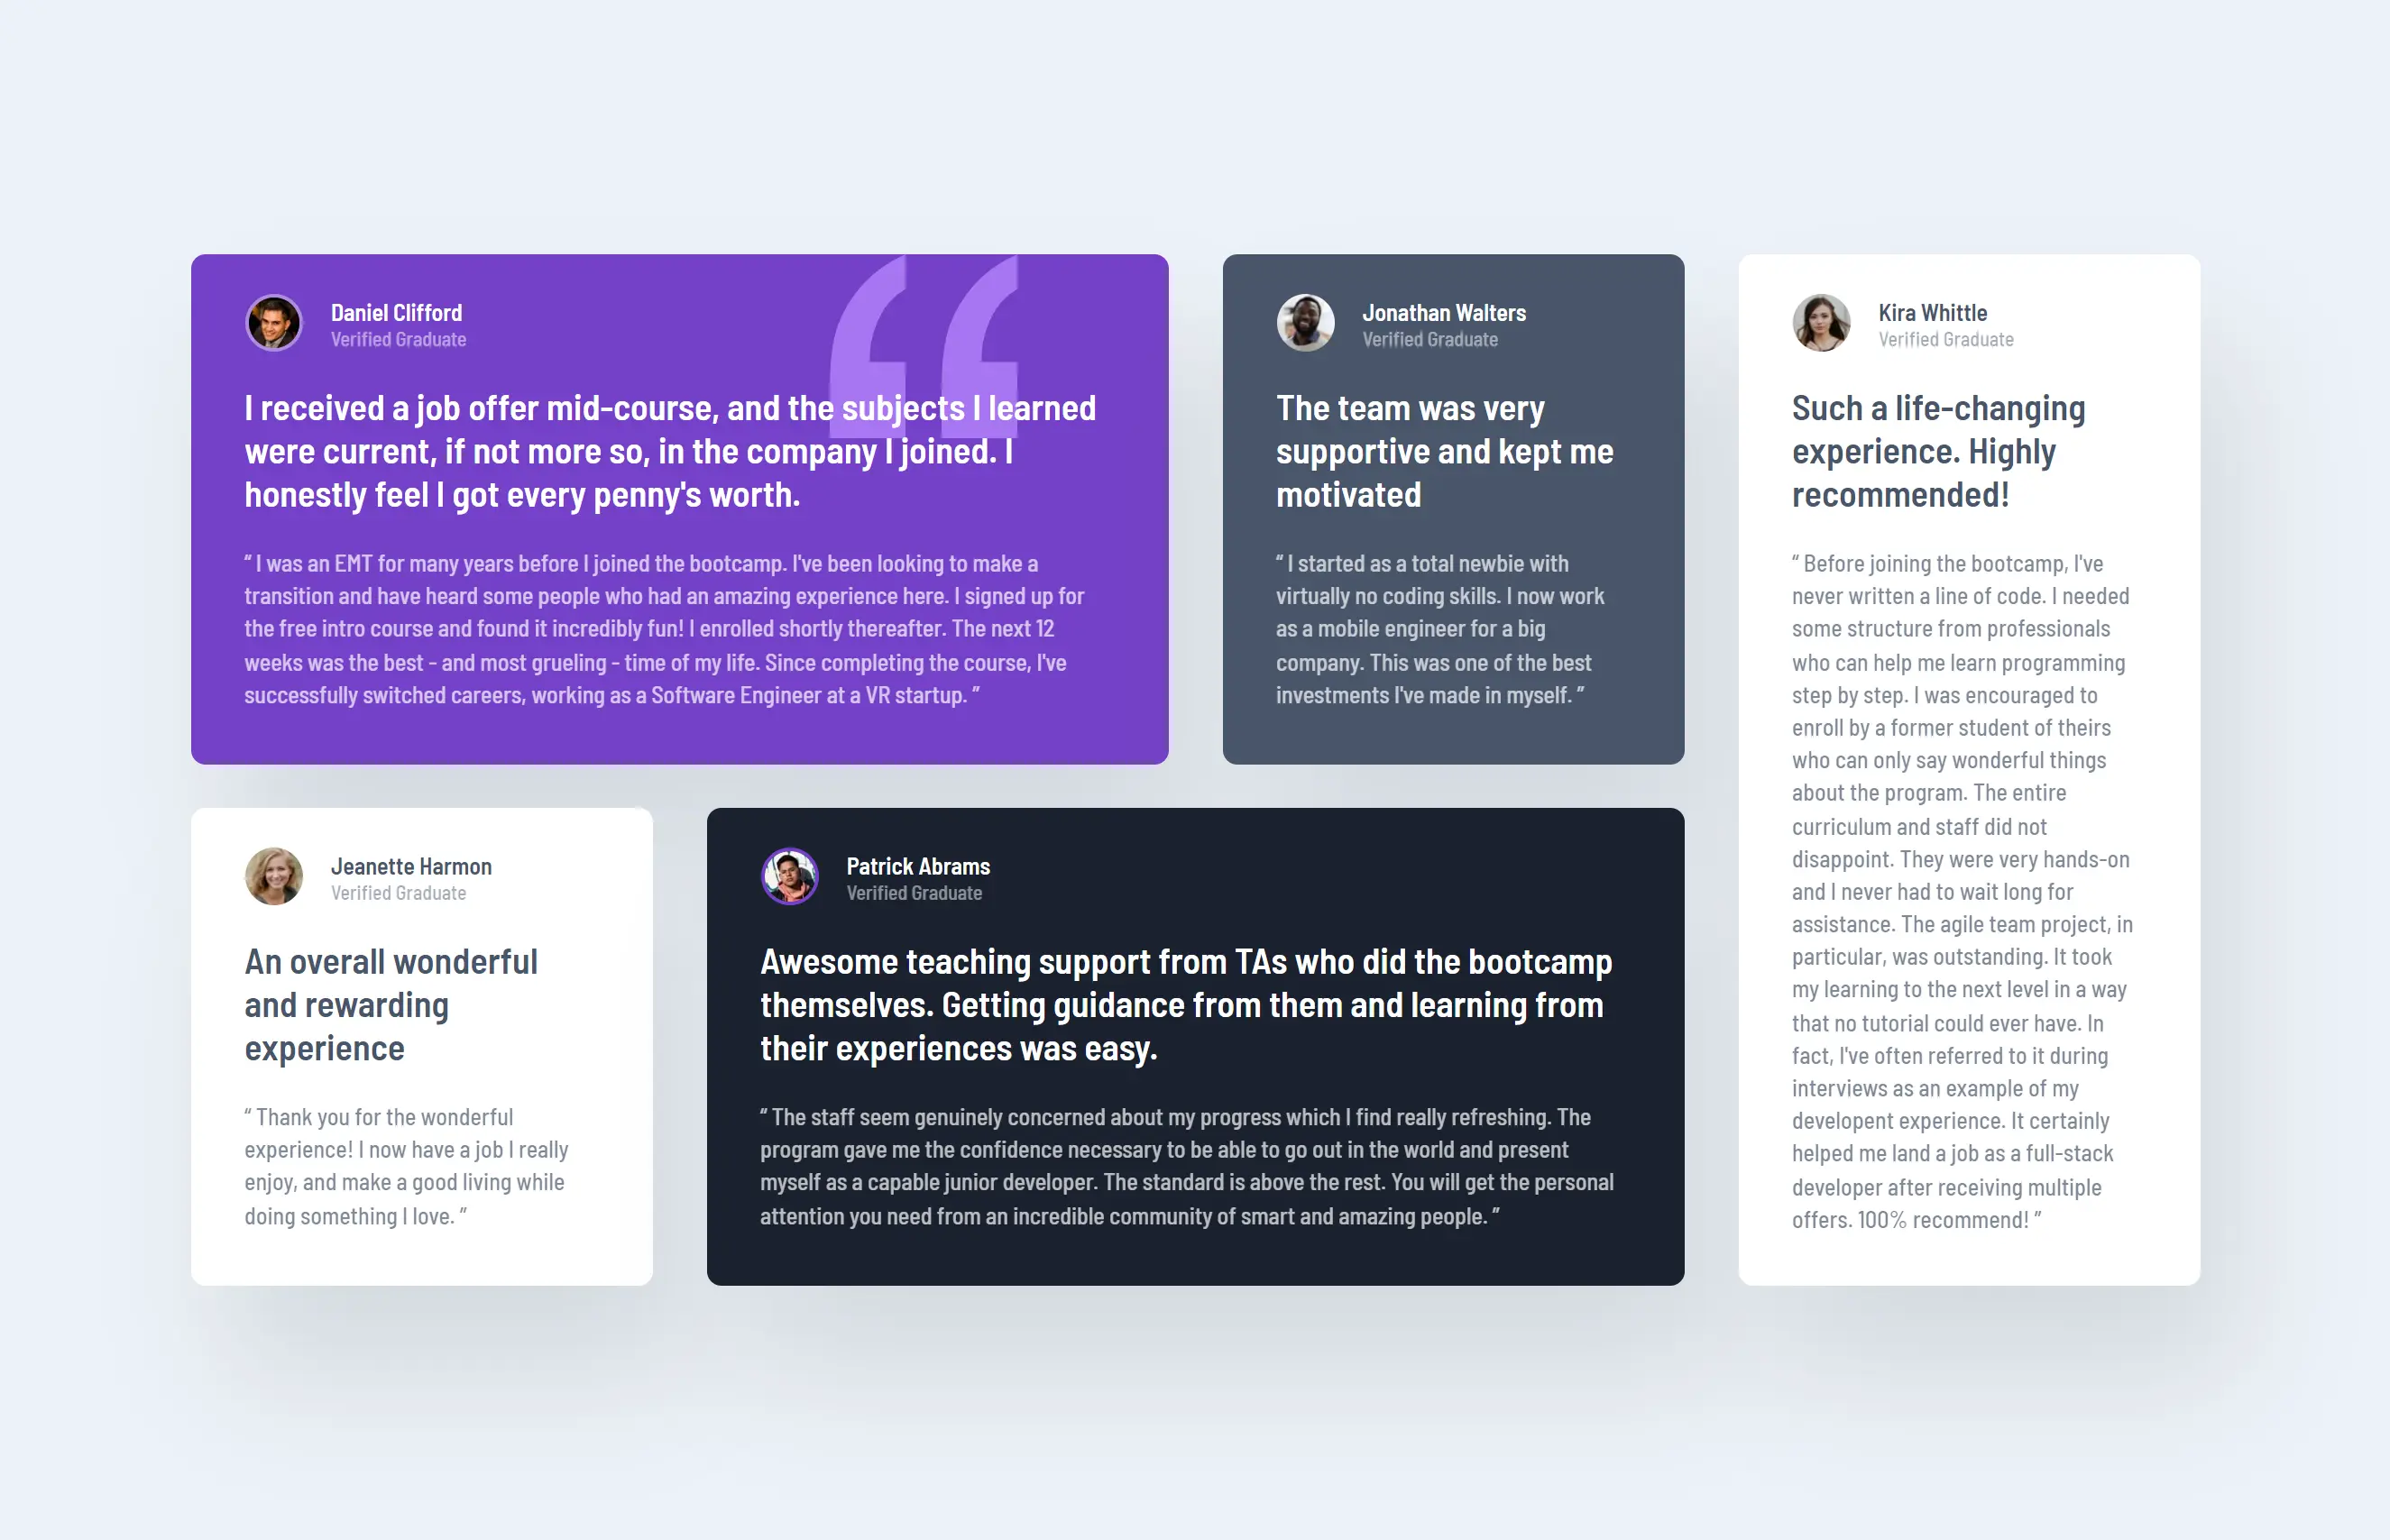 Daniel Clifford
Verified Graduate
I received a job offer mid-course, and the subjects I learned
were current, if not more so, in the company I joined. I
honestly feel I got every penny's worth.
“ I was an EMT for many years before I joined the bootcamp. I've been looking to make a
transition and have heard some people who had an amazing experience here. I signed up for
the free intro course and found it incredibly fun! I enrolled shortly thereafter. The next 12
weeks was the best - and most grueling - time of my life. Since completing the course, I've
successfully switched careers, working as a Software Engineer at a VR startup. ”
Jonathan Walters
Verified Graduate
The team was very
supportive and kept me
motivated
“ I started as a total newbie with
virtually no coding skills. I now work
as a mobile engineer for a big
company. This was one of the best
investments I've made in myself. ”
Kira Whittle
Verified Graduate
Such a life-changing
experience. Highly
recommended!
“ Before joining the bootcamp, I've
never written a line of code. I needed
some structure from professionals
who can help me learn programming
step by step. I was encouraged to
enroll by a former student of theirs
who can only say wonderful things
about the program. The entire
curriculum and staff did not
disappoint. They were very hands-on
and I never had to wait long for
assistance. The agile team project, in
particular, was outstanding. It took
my learning to the next level in a way
that no tutorial could ever have. In
fact, I've often referred to it during
interviews as an example of my
developent experience. It certainly
helped me land a job as a full-stack
developer after receiving multiple
offers. 100% recommend! ”
Jeanette Harmon
Verified Graduate
An overall wonderful
and rewarding
experience
“ Thank you for the wonderful
experience! I now have a job I really
enjoy, and make a good living while
doing something I love. ”
Patrick Abrams
Verified Graduate
Awesome teaching support from TAs who did the bootcamp
themselves. Getting guidance from them and learning from
their experiences was easy.
“ The staff seem genuinely concerned about my progress which I find really refreshing. The
program gave me the confidence necessary to be able to go out in the world and present
myself as a capable junior developer. The standard is above the rest. You will get the personal
attention you need from an incredible community of smart and amazing people. ”